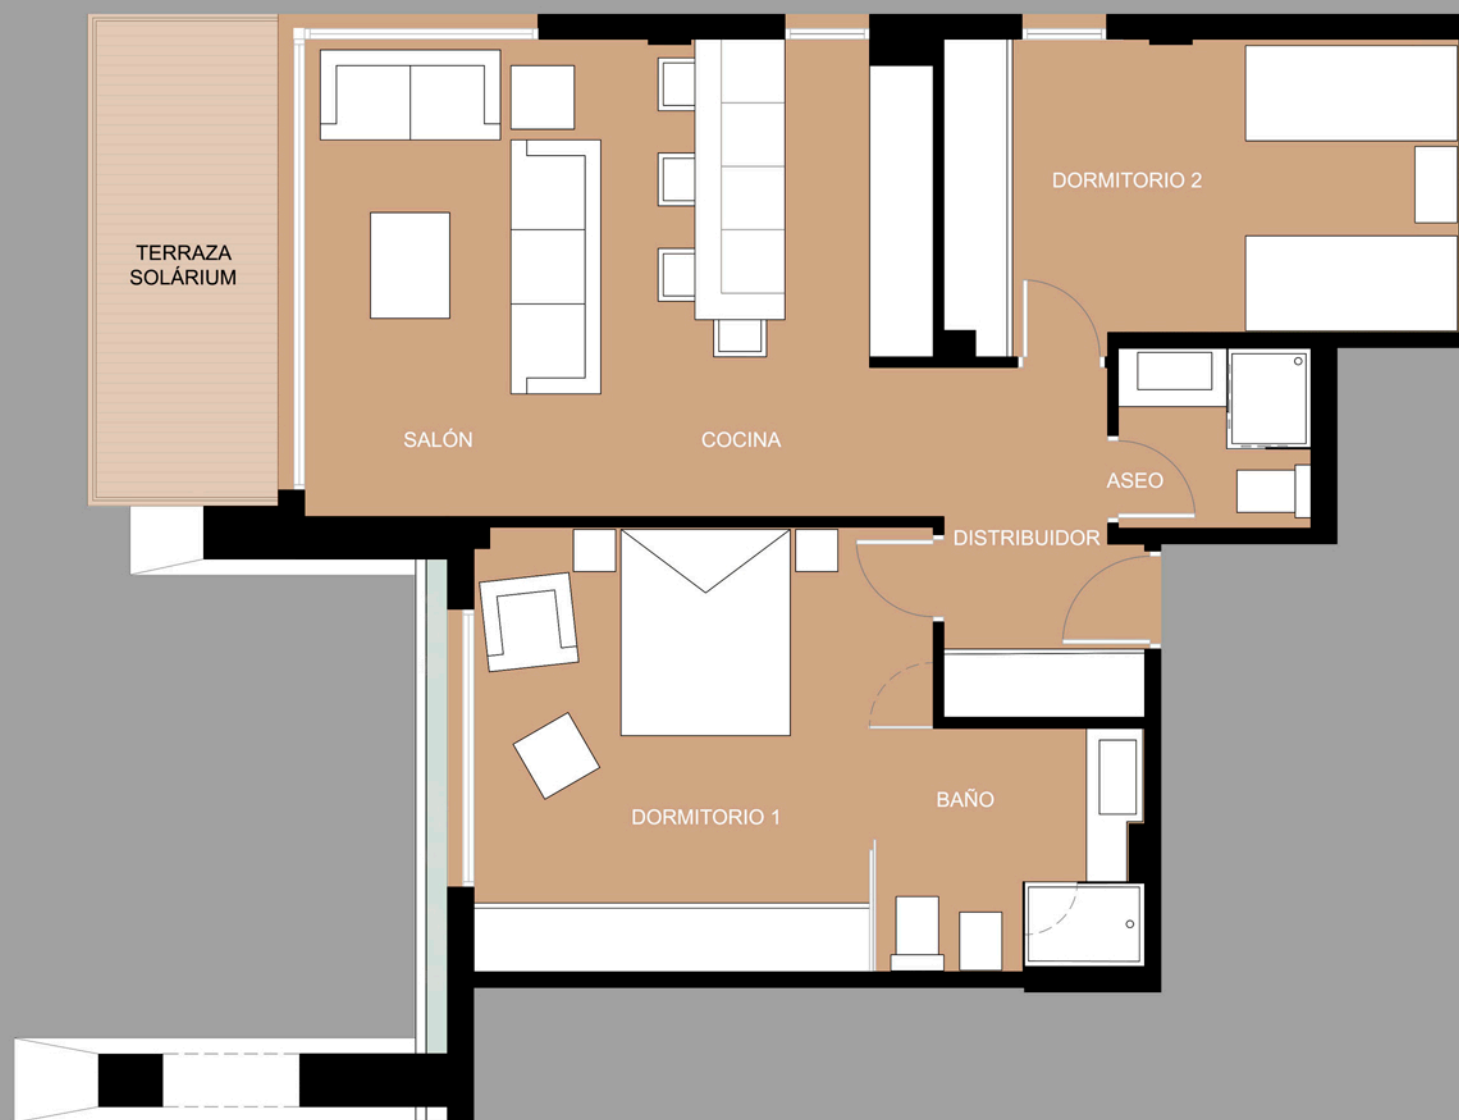 DORMITORIO 2
TERRAZA
SOLÁRIUM
SALÓN
COCINA
ASEO
DISTRIBUIDOR
BAÑO
DORMITORIO 1